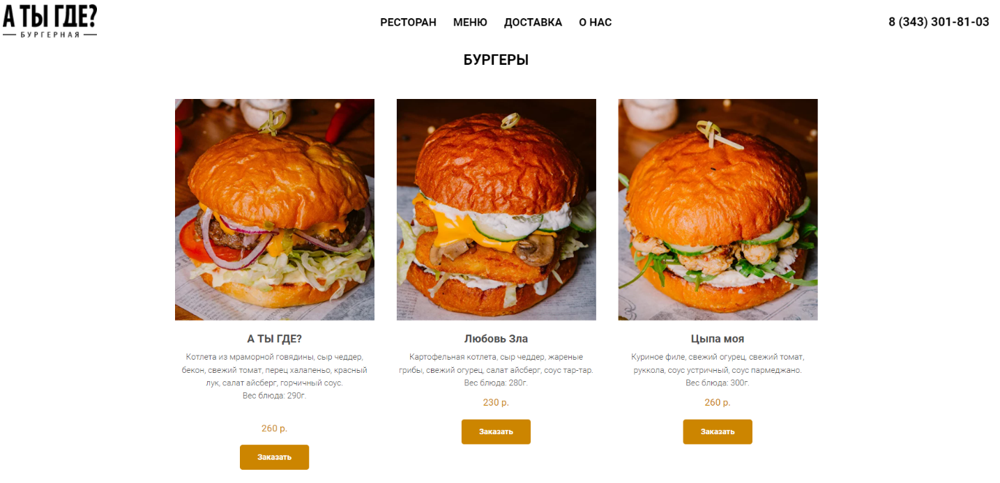 А ТЫ ГДЕ?
БУРГЕРНАЯ
РЕСТОРАН МЕНЮ ДОСТАВКА О НАС
8 (343) 301-81-03
БУРГЕРЫ
А ТЫ ГДЕ?
Котлета из мраморной говядины, сыр чеддер,
бекон, свежий томат, перец халапеньо, красный
лук, салат айсберг, горчичный соус.
Вес блюда: 290г.
260 р.
Заказать
Любовь Зла
Картофельная котлета, сыр чеддер, жареные
грибы, свежий огурец, салат айсберг, соус тар-тар.
Вес блюда: 280г.
230 р.
Заказать
Цыпа моя
Куриное филе, свежий огурец, свежий томат,
руккола, соус устричный, соус пармеджано.
Вес блюда: 300г.
260 р.
Заказать